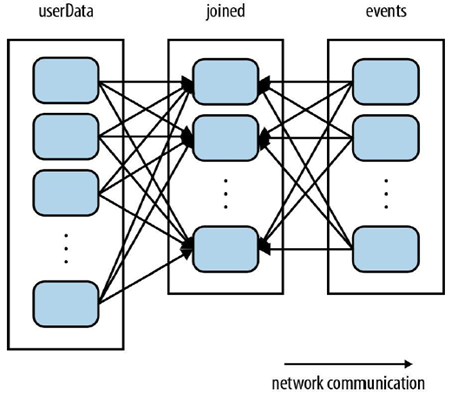 userData
joined
events
network communication